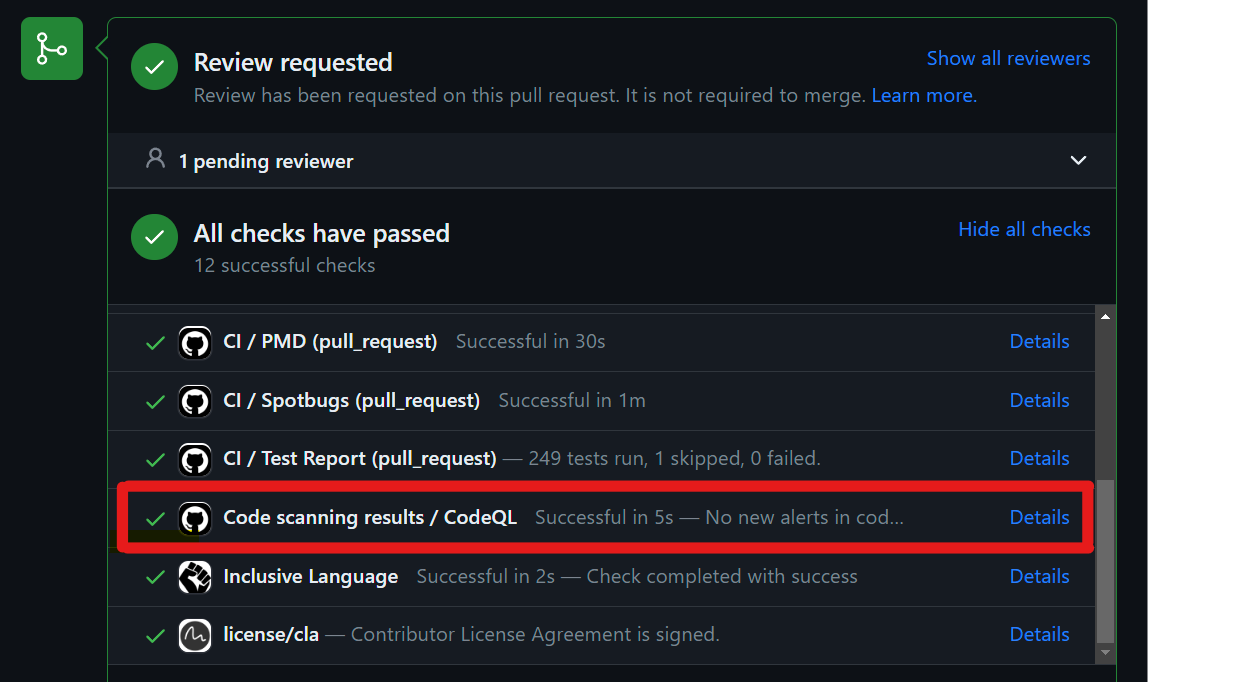 Review requested
Show all reviewers
Review has been requested on this pull request. It is not required to merge. Learn more.
1 pending reviewer
All checks have passed
Hide all checks
12 successful checks
CI / PMD (pull_request) Successful in 30s Details
CI / Spotbugs (pull_request) Successful in 1m Details
CI / Test Report (pull_request) — 249 tests run, 1 skipped, 0 failed. Details
Code scanning results / CodeQL Successful in 5s — No new alerts in cod... Details
Inclusive Language Successful in 2s — Check completed with success Details
license/cla — Contributor License Agreement is signed. Details